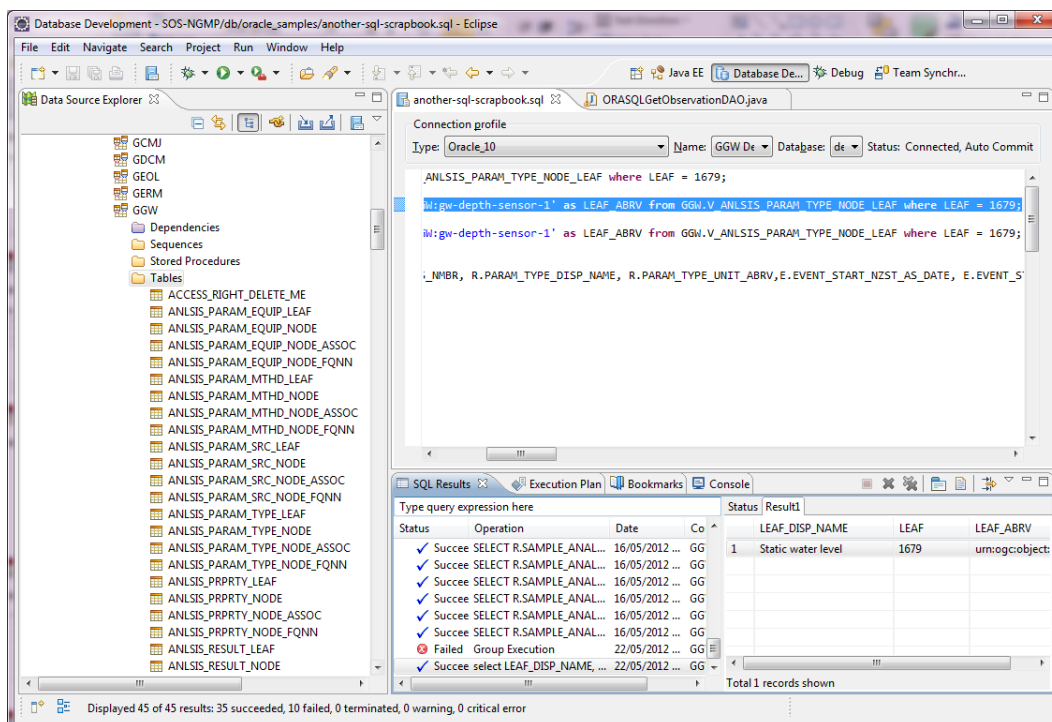 Database Development - SOS-NGMP/db/oracle_samples/another-sql-scrapbook.sql - Eclipse
File Edit Navigate Search Project Run Window Help
Java EE Database De... Debug Team Synchr...
Data Source Explorer
GCMJ
GDCM
GEOL
GERM
GGW
Dependencies
Sequences
Stored Procedures
Tables
ACCESS_RIGHT_DELETE_ME
ANLSIS_PARAM_EQUIP_LEAF
ANLSIS_PARAM_EQUIP_NODE
ANLSIS_PARAM_EQUIP_NODE_ASSOC
ANLSIS_PARAM_EQUIP_NODE_FQNN
ANLSIS_PARAM_MTHD_LEAF
ANLSIS_PARAM_MTHD_NODE
ANLSIS_PARAM_MTHD_NODE_ASSOC
ANLSIS_PARAM_MTHD_NODE_FQNN
ANLSIS_PARAM_SRC_LEAF
ANLSIS_PARAM_SRC_NODE
ANLSIS_PARAM_SRC_NODE_ASSOC
ANLSIS_PARAM_SRC_NODE_FQNN
ANLSIS_PARAM_TYPE_LEAF
ANLSIS_PARAM_TYPE_NODE
ANLSIS_PARAM_TYPE_NODE_ASSOC
ANLSIS_PARAM_TYPE_NODE_FQNN
ANLSIS_PRPRTY_LEAF
ANLSIS_PRPRTY_NODE
ANLSIS_PRPRTY_NODE_ASSOC
ANLSIS_PRPRTY_NODE_FQNN
ANLSIS_RESULT_LEAF
ANLSIS_RESULT_NODE
another-sql-scrapbook.sql ORASQLGetObservationDAO.java
Connection profile
Type: Oracle_10 Name: GGW De Database: de Status: Connected, Auto Commit
_ANLSIS_PARAM_TYPE_NODE_LEAF where LEAF = 1679;
W:gw-depth-sensor-1' as LEAF_ABRV from GGW.V_ANLSIS_PARAM_TYPE_NODE_LEAF where LEAF = 1679;
W:gw-depth-sensor-1' as LEAF_ABRV from GGW.V_ANLSIS_PARAM_TYPE_NODE_LEAF where LEAF = 1679;
S_NMBR, R.PARAM_TYPE_DISP_NAME, R.PARAM_TYPE_UNIT_ABRV,E.EVENT_START_NZST_AS_DATE, E.EVENT_S
SQL Results Execution Plan Bookmarks Console
Type query expression here
Status Operation Date Co
Succee SELECT R.SAMPLE_ANAL... 16/05/2012 ... GG
Succee SELECT R.SAMPLE_ANAL... 16/05/2012 ... GG
Succee SELECT R.SAMPLE_ANAL... 16/05/2012 ... GG
Succee SELECT R.SAMPLE_ANAL... 16/05/2012 ... GG
Succee SELECT R.SAMPLE_ANAL... 16/05/2012 ... GG
Succee SELECT R.SAMPLE_ANAL... 16/05/2012 ... GG
Failed Group Execution 22/05/2012 ... GG
Succee select LEAF_DISP_NAME, ... 22/05/2012 ... GG
Status Result1
LEAF_DISP_NAME LEAF LEAF_ABRV
1 Static water level 1679 urn:ogc:object:
Total 1 records shown
Displayed 45 of 45 results: 35 succeeded, 10 failed, 0 terminated, 0 warning, 0 critical error